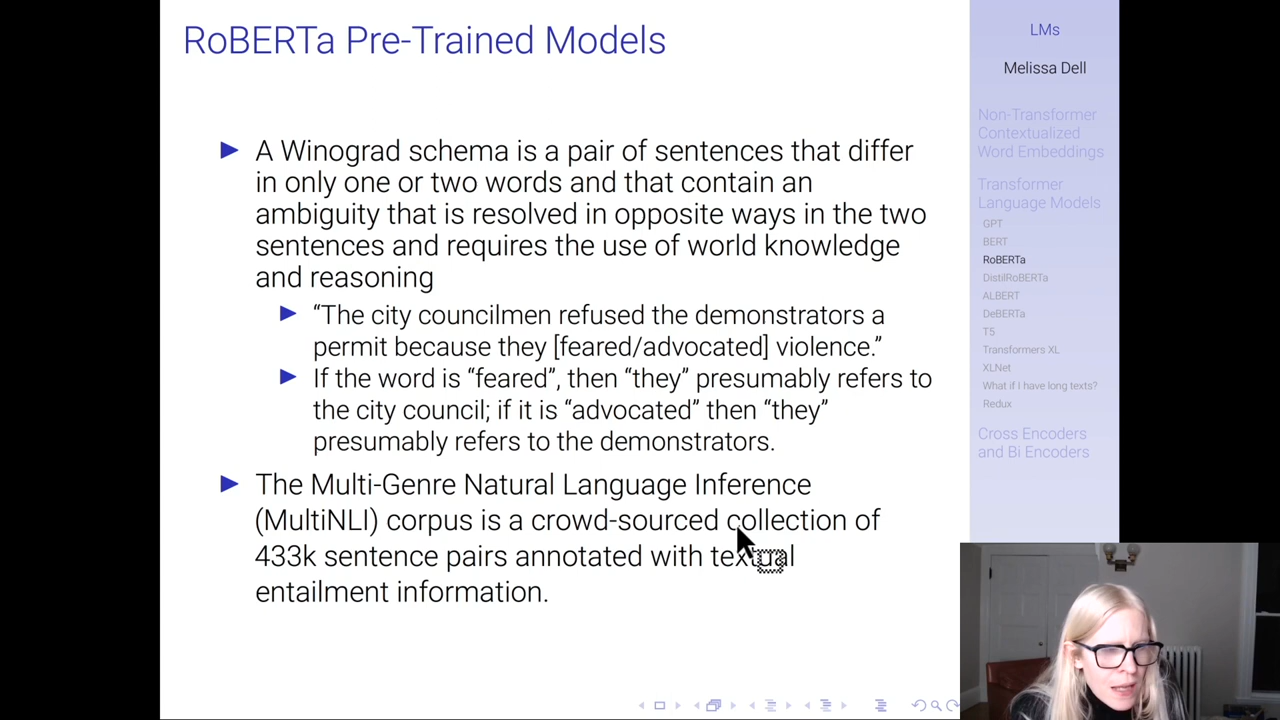 RoBERTa Pre-Trained Models
A Winograd schema is a pair of sentences that differ
in only one or two words and that contain an
ambiguity that is resolved in opposite ways in the two
sentences and requires the use of world knowledge
and reasoning
“The city councilmen refused the demonstrators a
permit because they [feared/advocated] violence.”
If the word is “feared”, then “they” presumably refers to
the city council; if it is “advocated” then “they”
presumably refers to the demonstrators.
The Multi-Genre Natural Language Inference
(MultiNLI) corpus is a crowd-sourced collection of
433k sentence pairs annotated with textual
entailment information.
LMs
Melissa Dell
Non-Transformer
Contextualized
Word Embeddings
Transformer
Language Models
GPT
BERT
RoBERTa
DistilRoBERTa
ALBERT
DeBERTa
T5
Transformers XL
XLNet
What if I have long texts?
Redux
Cross Encoders
and Bi Encoders